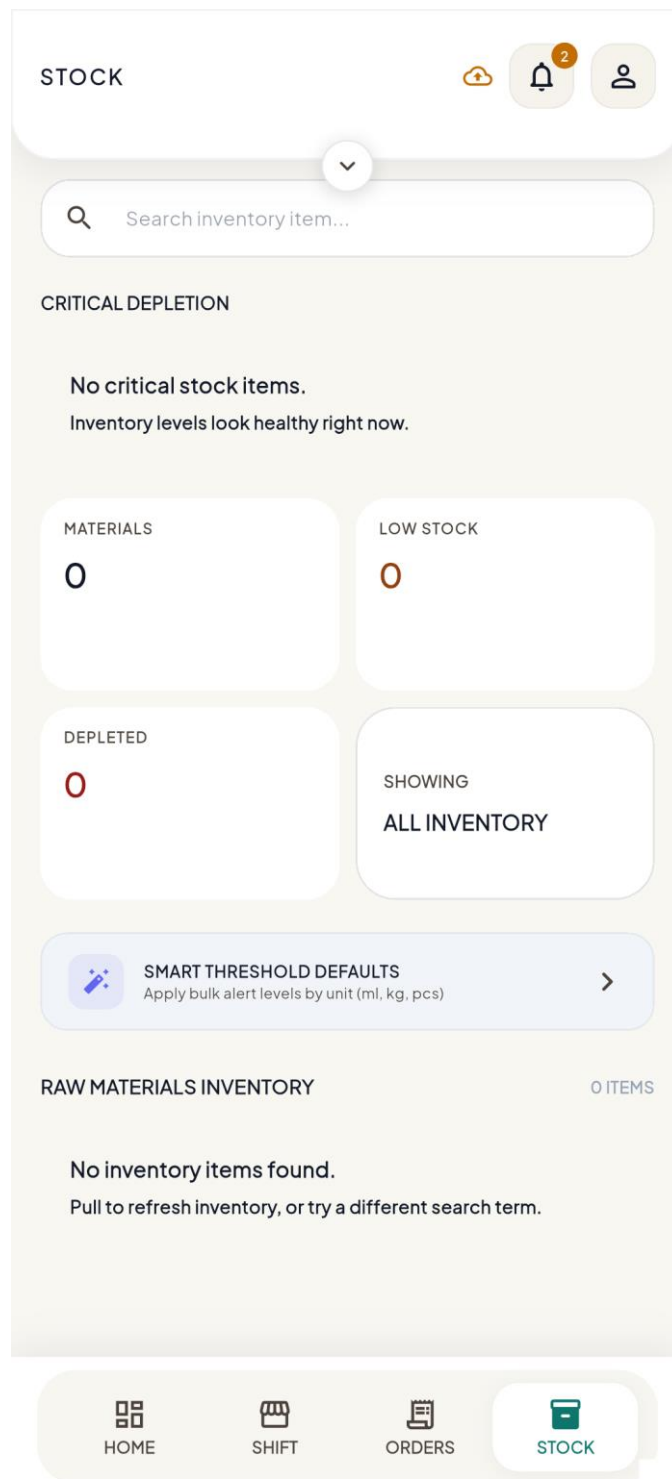 STOCK
2
Search inventory item...
CRITICAL DEPLETION
No critical stock items.
Inventory levels look healthy right now.
MATERIALS
0
LOW STOCK
0
DEPLETED
0
SHOWING
ALL INVENTORY
SMART THRESHOLD DEFAULTS
Apply bulk alert levels by unit (ml, kg, pcs)
RAW MATERIALS INVENTORY
0 ITEMS
No inventory items found.
Pull to refresh inventory, or try a different search term.
HOME
SHIFT
ORDERS
STOCK